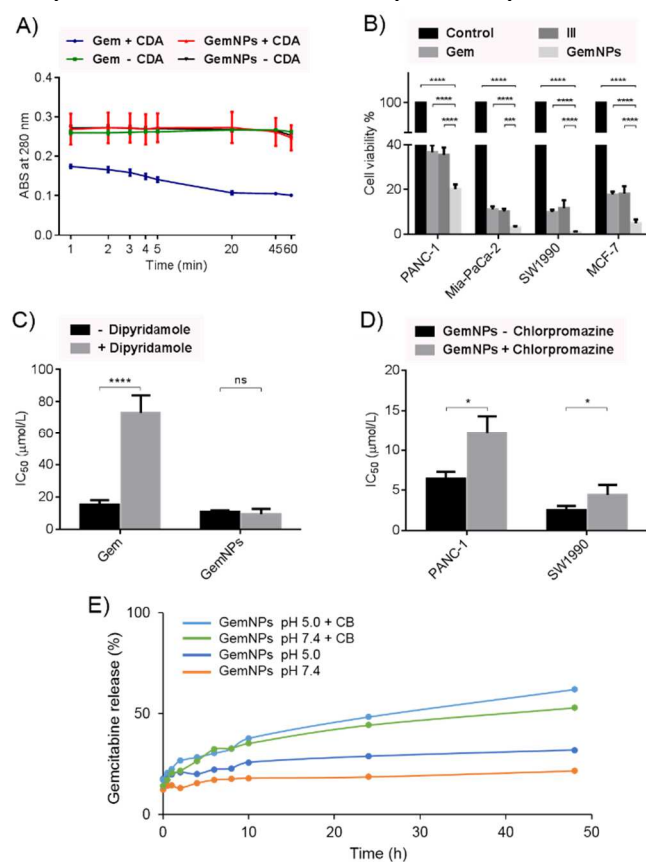 A)
Gem + CDA GemNPs + CDA
Gem - CDA GemNPs - CDA
ABS at 280 nm
0.4
0.3
0.2
0.1
0.0
1 2 3 4 5 20 45 60
Time (min)
B)
Control III
Gem GemNPs
Cell viability %
**** **** **** ****
**** **** **** ****
**** *** **** ****
100
40
20
0
PANC-1 Mia-PaCa-2 SW1990 MCF-7
C)
- Dipyridamole
+ Dipyridamole
IC50 (μmol/L)
100
80
60
40
20
0
**** ns
Gem GemNPs
D)
GemNPs - Chlorpromazine
GemNPs + Chlorpromazine
IC50 (μmol/L)
20
15
10
5
0
* *
PANC-1 SW1990
E)
GemNPs pH 5.0 + CB
GemNPs pH 7.4 + CB
GemNPs pH 5.0
GemNPs pH 7.4
Gemcitabine release (%)
100
50
0
0 10 20 30 40 50
Time (h)